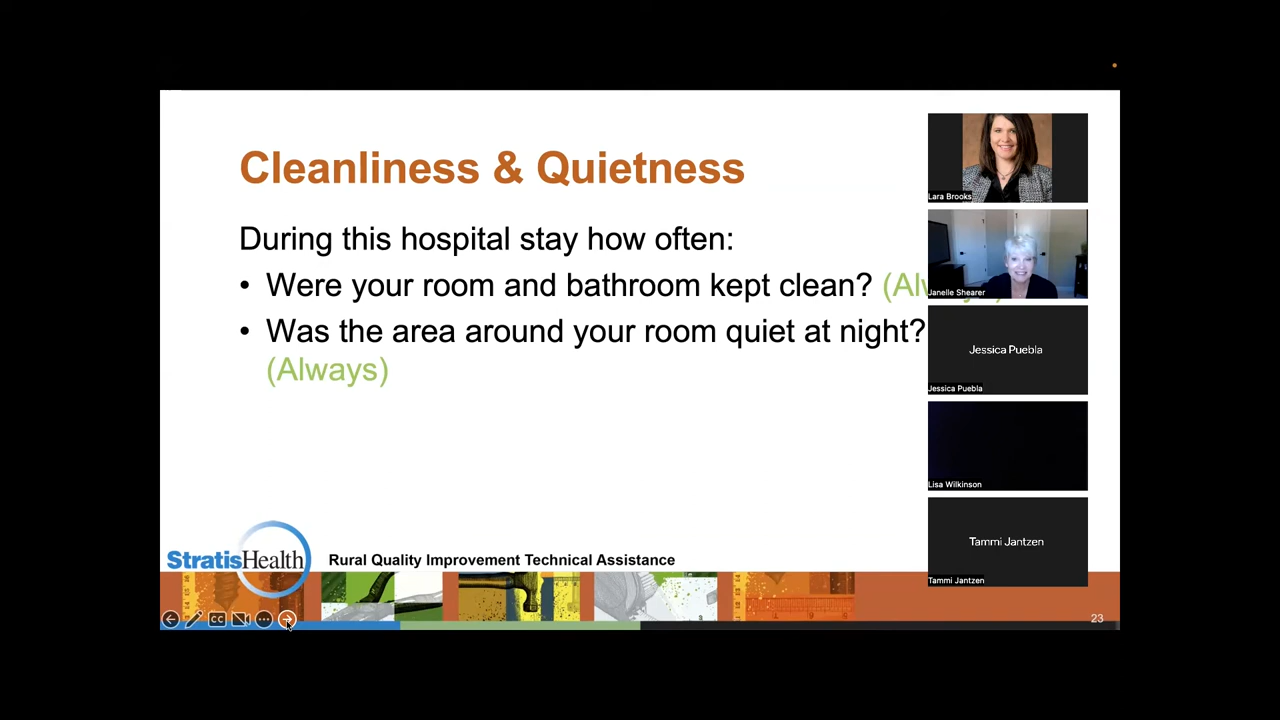 Cleanliness & Quietness
During this hospital stay how often:
• Were your room and bathroom kept clean?
• Was the area around your room quiet at night?
(Always)
StratisHealth
Rural Quality Improvement Technical Assistance
CC
23
Lara Brooks
Janelle Shearer
Jessica Puebla
Jessica Puebla
Lisa Wilkinson
Tammi Jantzen
Tammi Jantzen